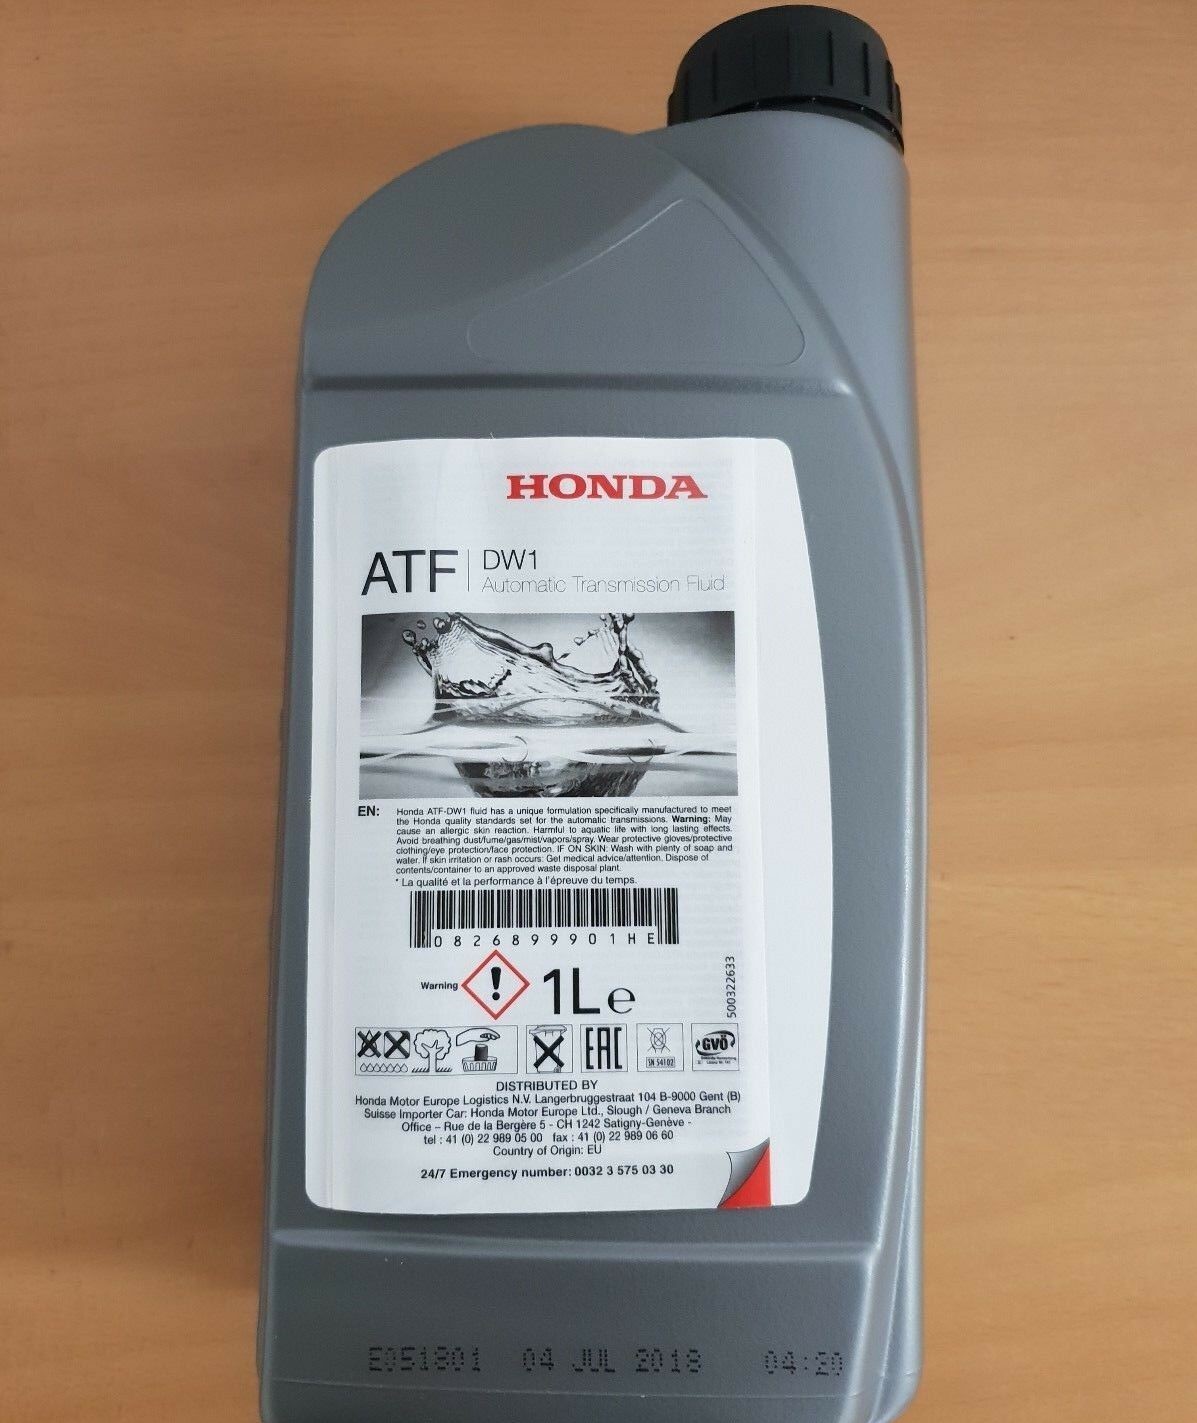 HONDA
ATF
DW1
Automatic Transmission Fluid
EN: Honda ATF-DW1 fluid has a unique formulation specifically manufactured to meet
the Honda quality standards set for the automatic transmissions. Warning: May
cause an allergic skin reaction. Harmful to aquatic life with long lasting effects.
Avoid breathing dust/fume/gas/mist/vapors/spray. Wear protective gloves/protective
clothing/eye protection/face protection. IF ON SKIN: Wash with plenty of soap and
water. If skin irritation or rash occurs: Get medical advice/attention. Dispose of
contents/container to an approved waste disposal plant.
* La qualité et la performance à l'épreuve du temps.
0826899901HE
Warning
! 1L e
500322633
EAC
SN 54102
GVÖ
DISTRIBUTED BY
Honda Motor Europe Logistics N.V. Langerbruggestraat 104 B-9000 Gent (B)
Suisse Importer Car: Honda Motor Europe Ltd., Slough / Geneva Branch
Office – Rue de la Bergère 5 - CH 1242 Satigny-Genève -
tel : 41 (0) 22 989 05 00 fax : 41 (0) 22 989 06 60
Country of Origin: EU
24/7 Emergency number: 0032 3 575 03 30
E051801 04 JUL 2018 04:20